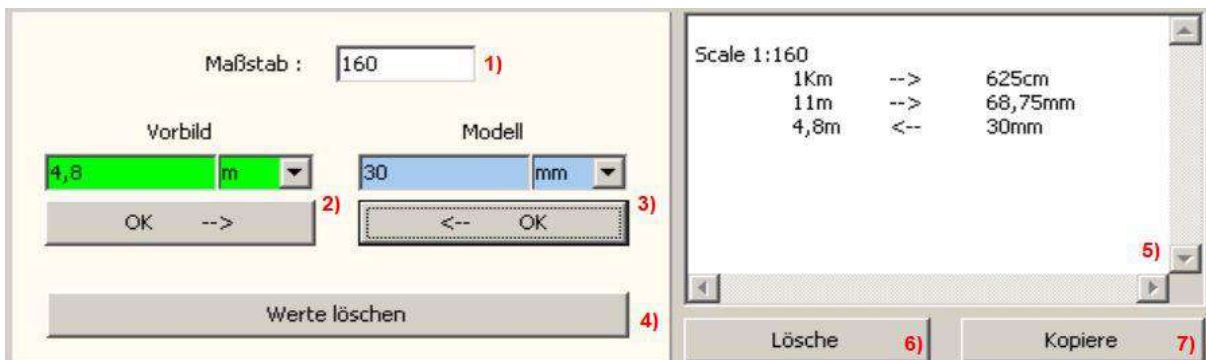 Maßstab : 160 1)
Vorbild Modell
4,8 m 30 mm
OK --> 2) <-- OK 3)
Werte löschen 4)
Scale 1:160
1Km --> 625cm
11m --> 68,75mm
4,8m <-- 30mm
5)
Lösche 6) Kopiere 7)